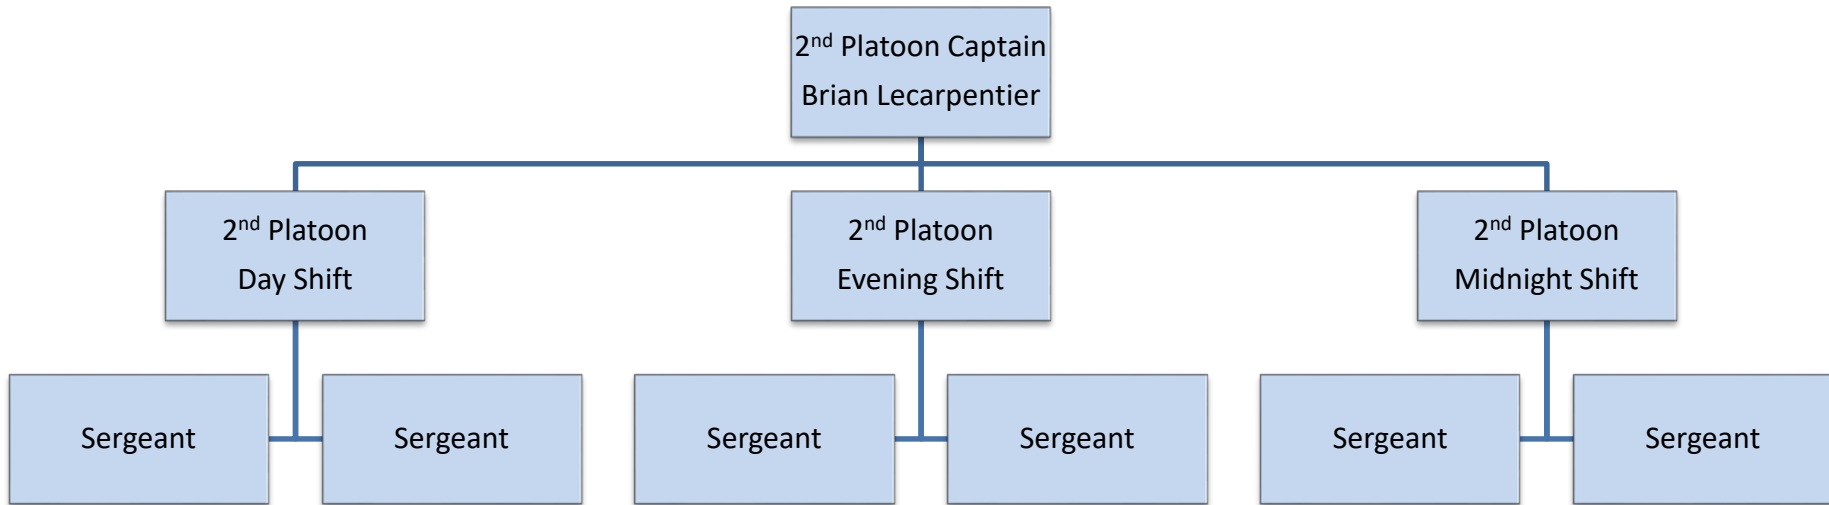 2nd Platoon Captain
Brian Lecarpentier
2nd Platoon
Day Shift
2nd Platoon
Evening Shift
2nd Platoon
Midnight Shift
Sergeant
Sergeant
Sergeant
Sergeant
Sergeant
Sergeant